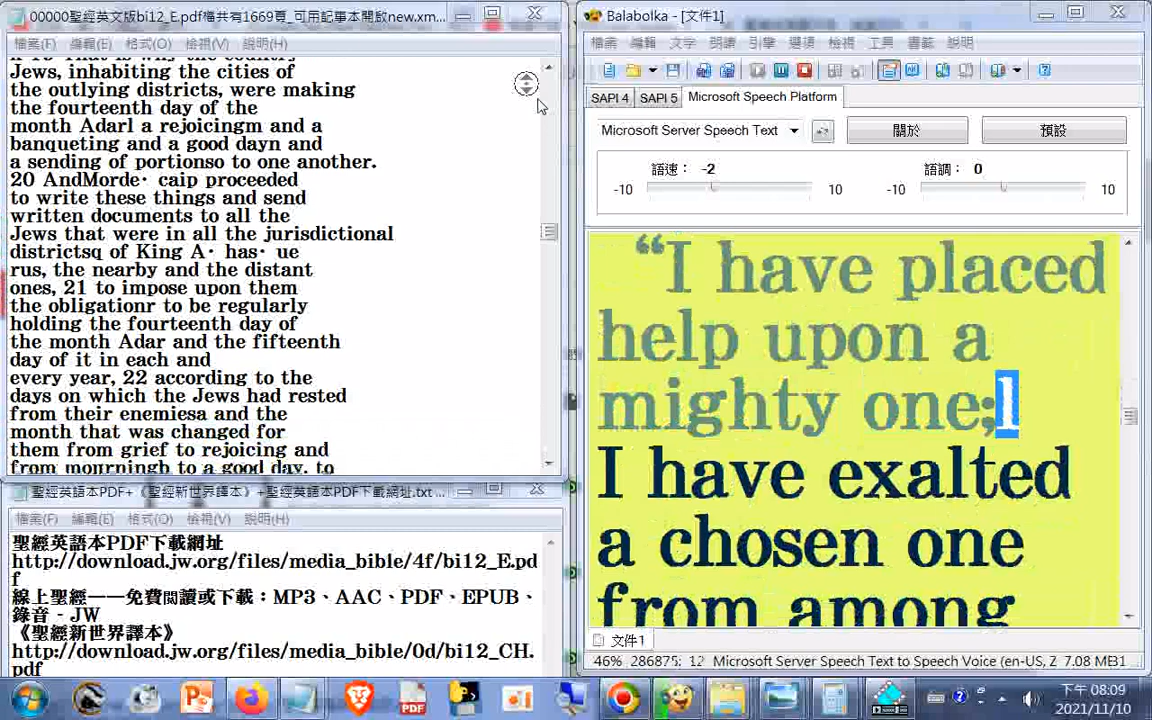 00000聖經英文版bi12_E.pdf檔共有1669頁_可用記事本開啟new.xm...
檔案(F) 編輯(E) 格式(O) 檢視(V) 說明(H)
Jews, inhabiting the cities of
the outlying districts, were making
the fourteenth day of the
month Adarl a rejoicingm and a
banqueting and a good dayn and
a sending of portionso to one another.
20 AndMorde· caip proceeded
to write these things and send
written documents to all the
Jews that were in all the jurisdictional
districtsq of King A· has· ue
rus, the nearby and the distant
ones, 21 to impose upon them
the obligationr to be regularly
holding the fourteenth day of
the month Adar and the fifteenth
day of it in each and
every year, 22 according to the
days on which the Jews had rested
from their enemiesa and the
month that was changed for
them from grief to rejoicing and
from mourningb to a good day, to
聖經英語本PDF+《聖經新世界譯本》+聖經英語本PDF下載網址.txt ...
檔案(F) 編輯(E) 格式(O) 檢視(V) 說明(H)
聖經英語本PDF下載網址
http://download.jw.org/files/media_bible/4f/bi12_E.pd
f
線上聖經——免費閱讀或下載：MP3、AAC、PDF、EPUB、
錄音 - JW
《聖經新世界譯本》
http://download.jw.org/files/media_bible/0d/bi12_CH.
pdf
Balabolka - [文件1]
檔案 編輯 文字 朗讀 引擎 選項 檢視 工具 書籤 說明
SAPI 4 SAPI 5 Microsoft Speech Platform
Microsoft Server Speech Text 關於 預設
語速： -2 語調： 0
-10 10 -10 10
“I have placed
help upon a
mighty one;l
I have exalted
a chosen one
from among
文件1
46% 286875: 12 Microsoft Server Speech Text to Speech Voice (en-US, Z 7.08 MB1
下午 08:09
2021/11/10